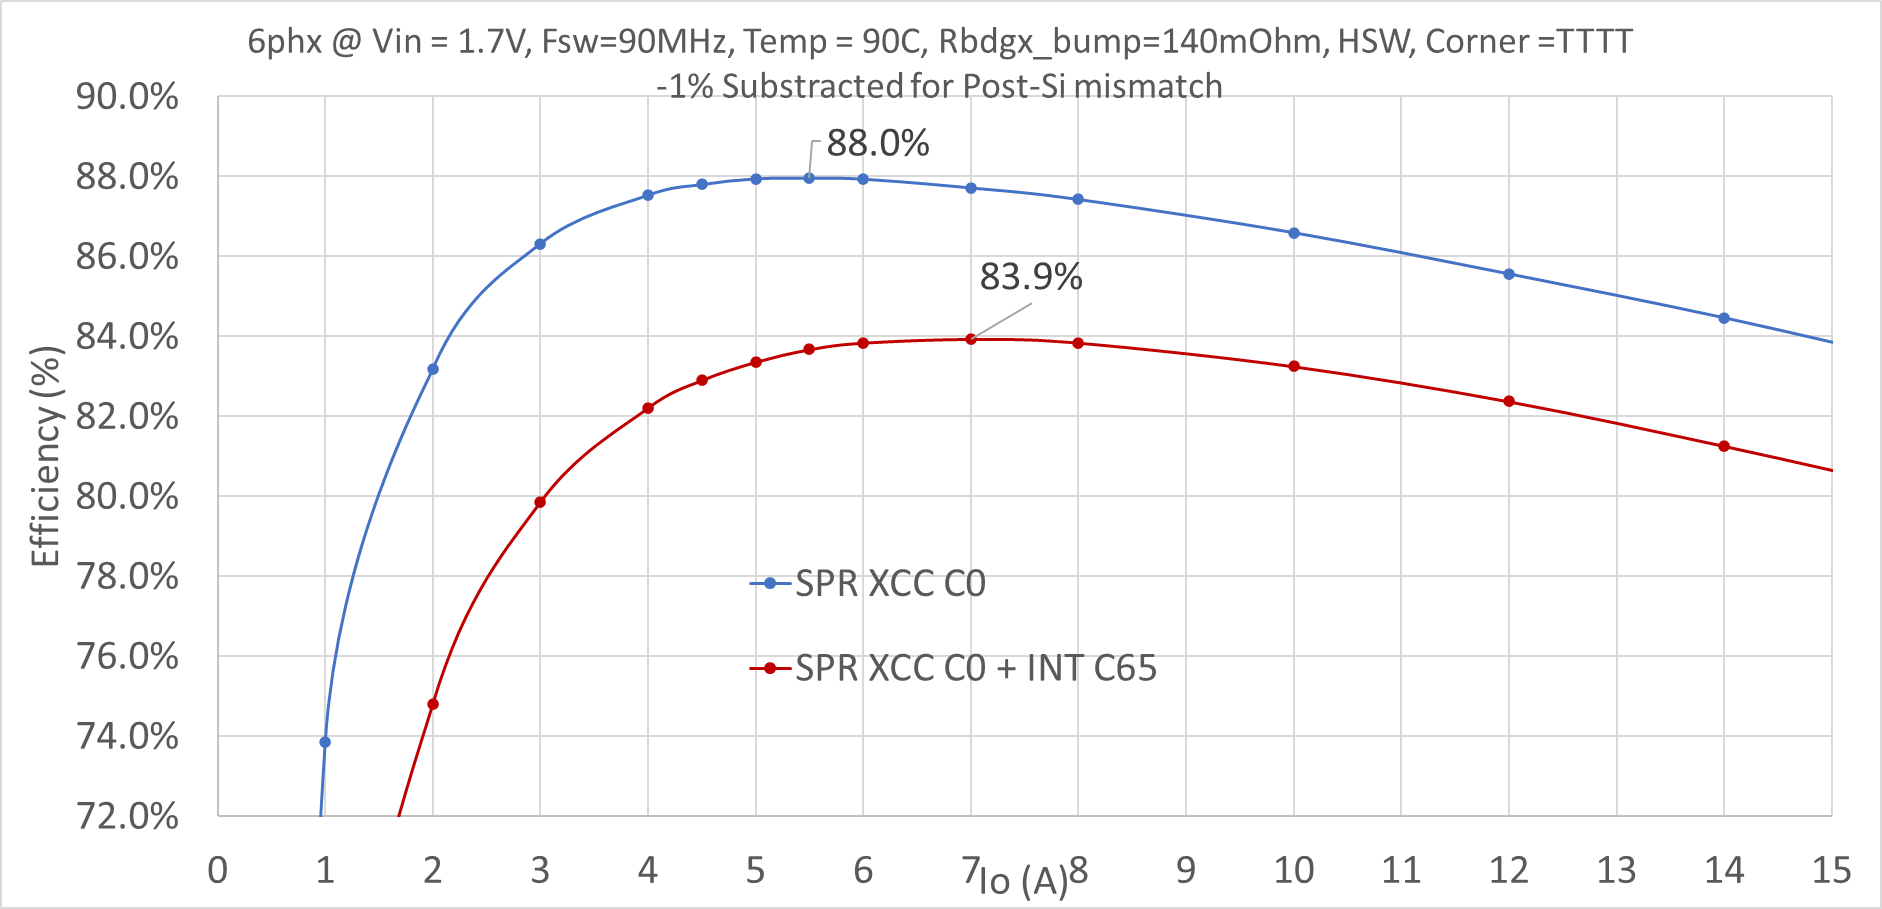 6phx @ Vin = 1.7V, Fsw=90MHz, Temp = 90C, Rbdgx_bump=140mOhm, HSW, Corner =TTTT
-1% Substracted for Post-Si mismatch
90.0%
88.0%
86.0%
84.0%
82.0%
80.0%
78.0%
76.0%
74.0%
72.0%
Efficiency (%)
88.0%
83.9%
SPR XCC C0
SPR XCC C0 + INT C65
0 1 2 3 4 5 6 7 8 9 10 11 12 13 14 15
Io (A)